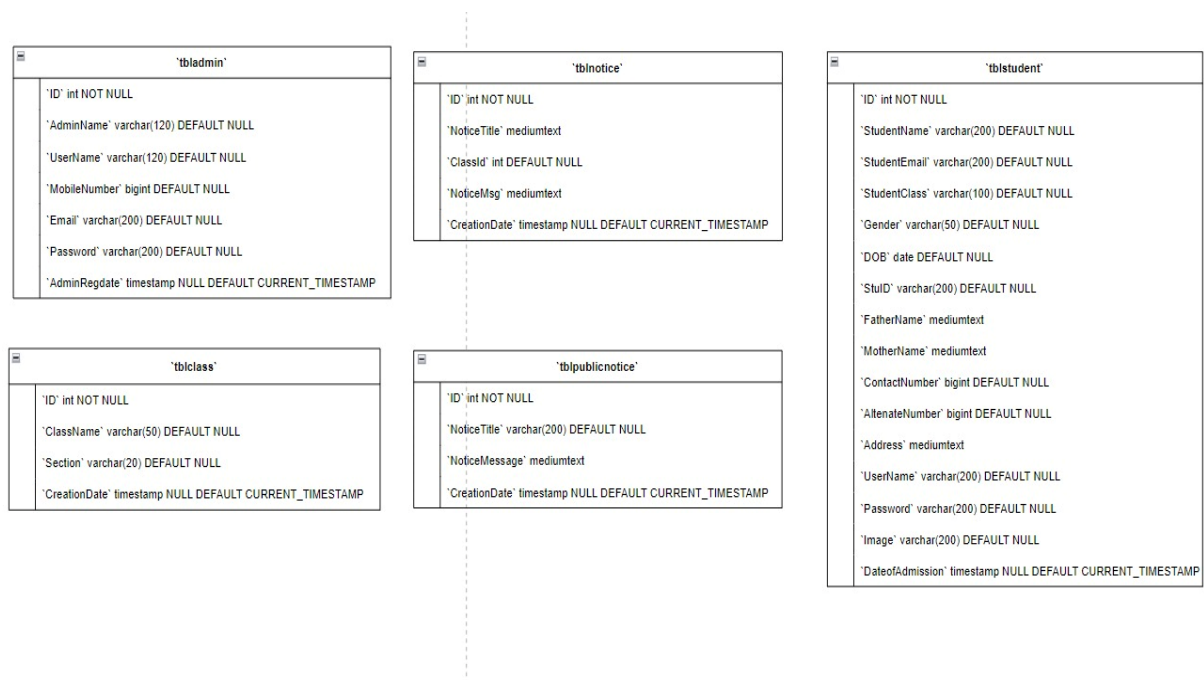 `tbladmin`
`ID` int NOT NULL
`AdminName` varchar(120) DEFAULT NULL
`UserName` varchar(120) DEFAULT NULL
`MobileNumber` bigint DEFAULT NULL
`Email` varchar(200) DEFAULT NULL
`Password` varchar(200) DEFAULT NULL
`AdminRegdate` timestamp NULL DEFAULT CURRENT_TIMESTAMP
`tblnotice`
`ID` int NOT NULL
`NoticeTitle` mediumtext
`ClassId` int DEFAULT NULL
`NoticeMsg` mediumtext
`CreationDate` timestamp NULL DEFAULT CURRENT_TIMESTAMP
`tblstudent`
`ID` int NOT NULL
`StudentName` varchar(200) DEFAULT NULL
`StudentEmail` varchar(200) DEFAULT NULL
`StudentClass` varchar(100) DEFAULT NULL
`Gender` varchar(50) DEFAULT NULL
`DOB` date DEFAULT NULL
`StuID` varchar(200) DEFAULT NULL
`FatherName` mediumtext
`MotherName` mediumtext
`ContactNumber` bigint DEFAULT NULL
`AltenateNumber` bigint DEFAULT NULL
`Address` mediumtext
`UserName` varchar(200) DEFAULT NULL
`Password` varchar(200) DEFAULT NULL
`Image` varchar(200) DEFAULT NULL
`DateofAdmission` timestamp NULL DEFAULT CURRENT_TIMESTAMP
`tblclass`
`ID` int NOT NULL
`ClassName` varchar(50) DEFAULT NULL
`Section` varchar(20) DEFAULT NULL
`CreationDate` timestamp NULL DEFAULT CURRENT_TIMESTAMP
`tblpublicnotice`
`ID` int NOT NULL
`NoticeTitle` varchar(200) DEFAULT NULL
`NoticeMessage` mediumtext
`CreationDate` timestamp NULL DEFAULT CURRENT_TIMESTAMP